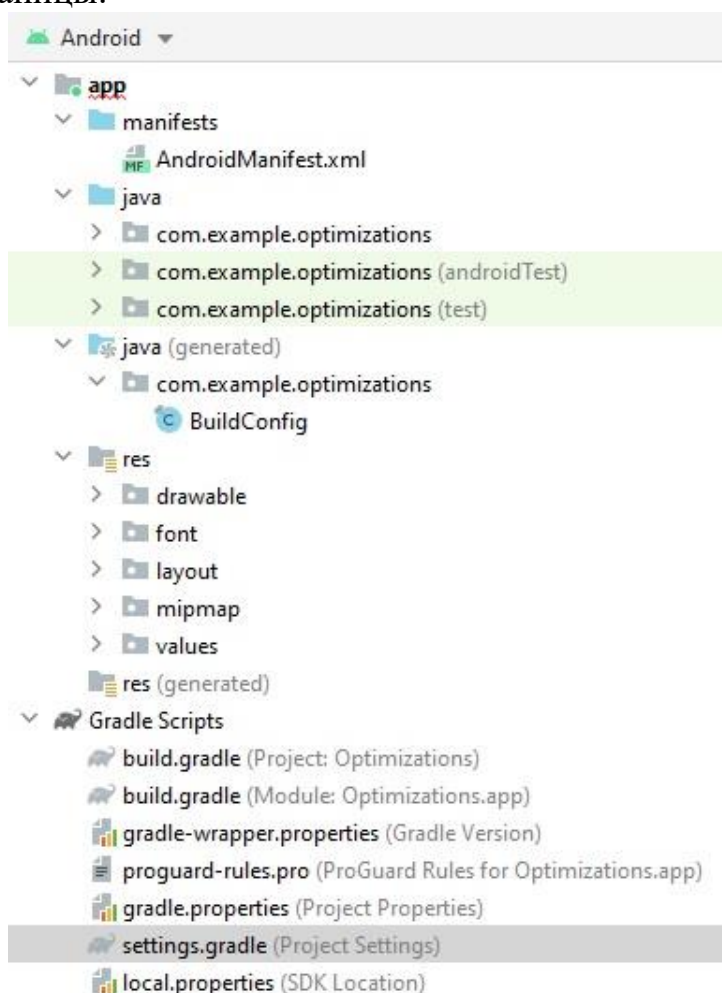 Android
app
manifests
MF AndroidManifest.xml
java
com.example.optimizations
com.example.optimizations (androidTest)
com.example.optimizations (test)
java (generated)
com.example.optimizations
C BuildConfig
res
drawable
font
layout
mipmap
values
res (generated)
Gradle Scripts
build.gradle (Project: Optimizations)
build.gradle (Module: Optimizations.app)
gradle-wrapper.properties (Gradle Version)
proguard-rules.pro (ProGuard Rules for Optimizations.app)
gradle.properties (Project Properties)
settings.gradle (Project Settings)
local.properties (SDK Location)